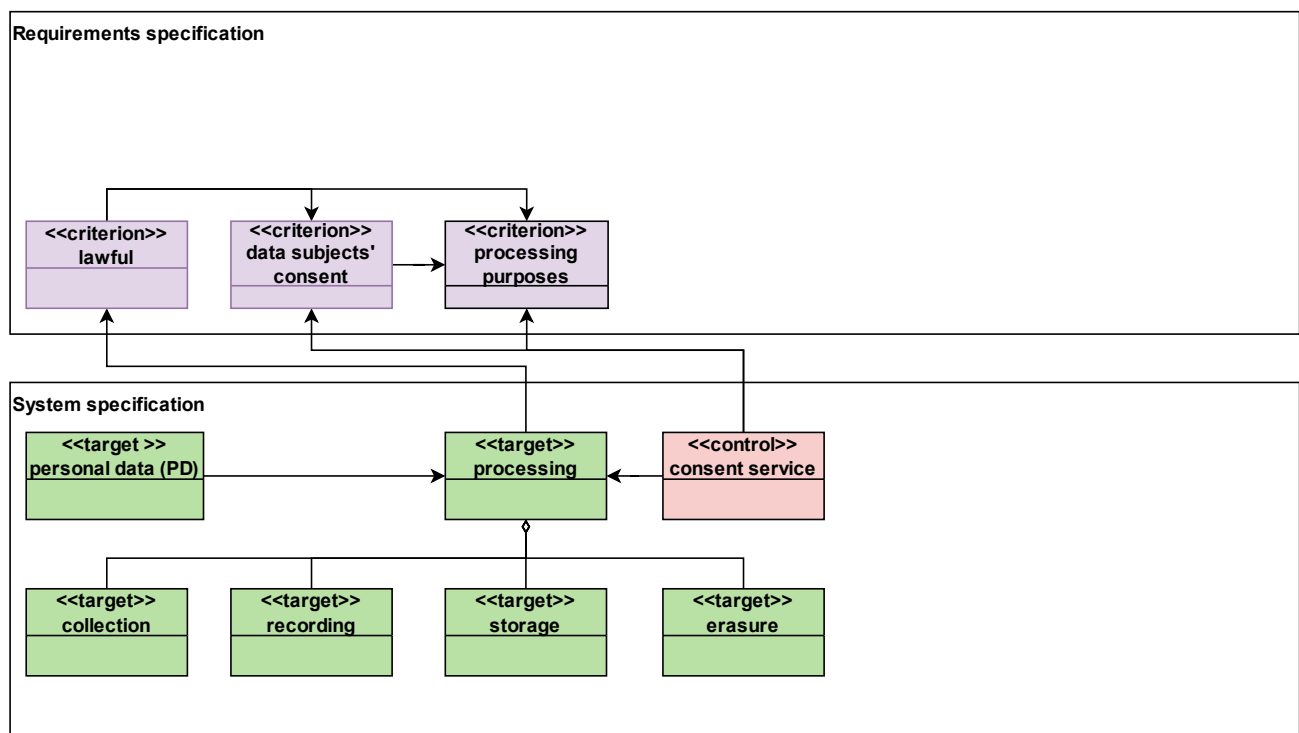 Requirements specification
<<criterion>>
lawful
<<criterion>>
data subjects'
consent
<<criterion>>
processing
purposes
System specification
<<target >>
personal data (PD)
<<target>>
processing
<<control>>
consent service
<<target>>
collection
<<target>>
recording
<<target>>
storage
<<target>>
erasure